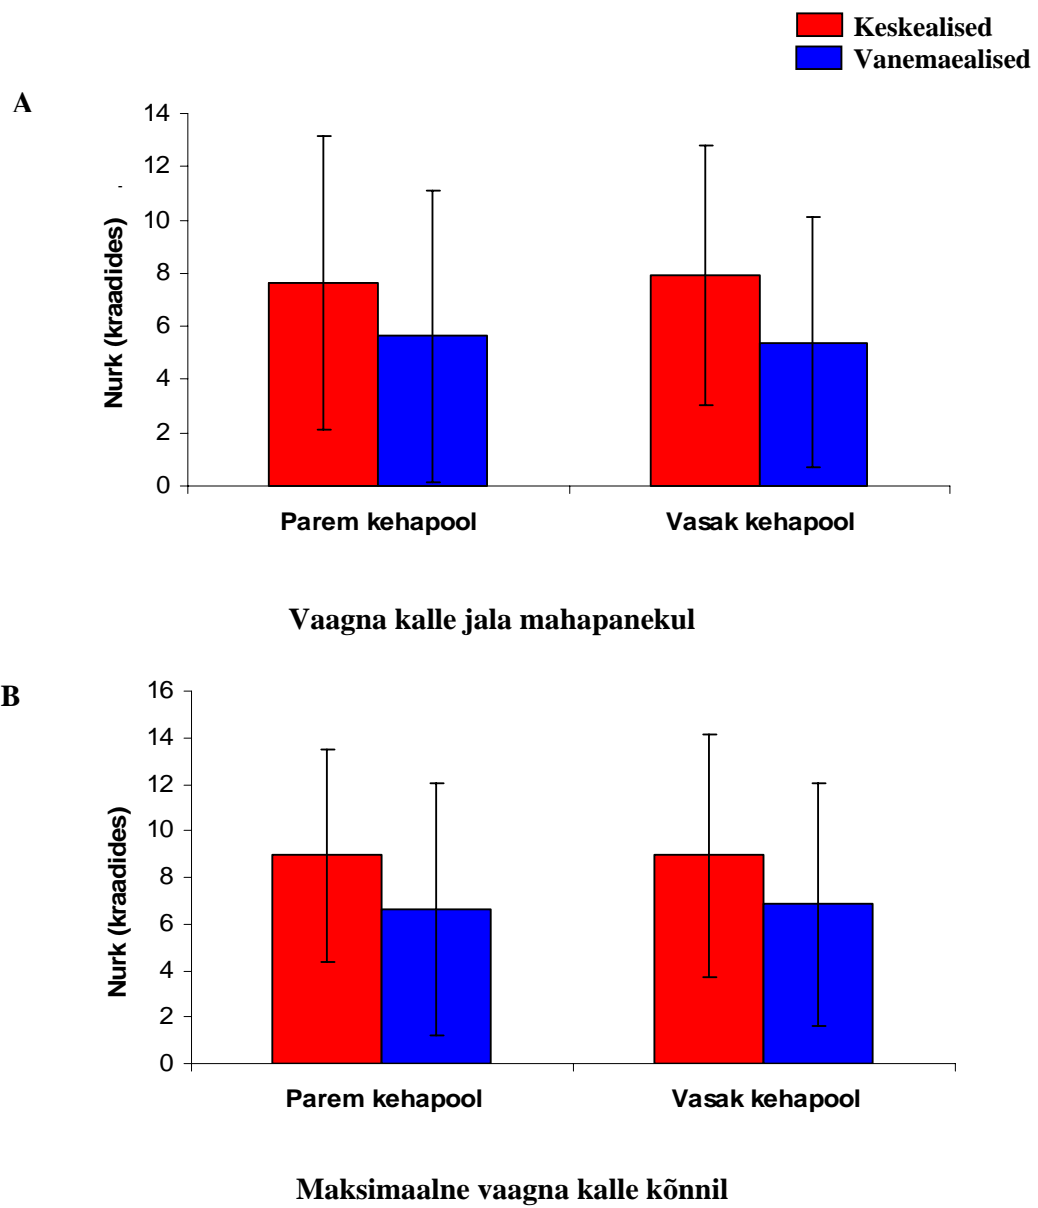 Keskealised
Vanemaealised
A
14
12
10
8
6
4
2
0
Nurk (kraadides)
Parem kehapool Vasak kehapool
Vaagna kalle jala mahapanekul
B
16
14
12
10
8
6
4
2
0
Nurk (kraadides)
Parem kehapool Vasak kehapool
Maksimaalne vaagna kalle kõnnil